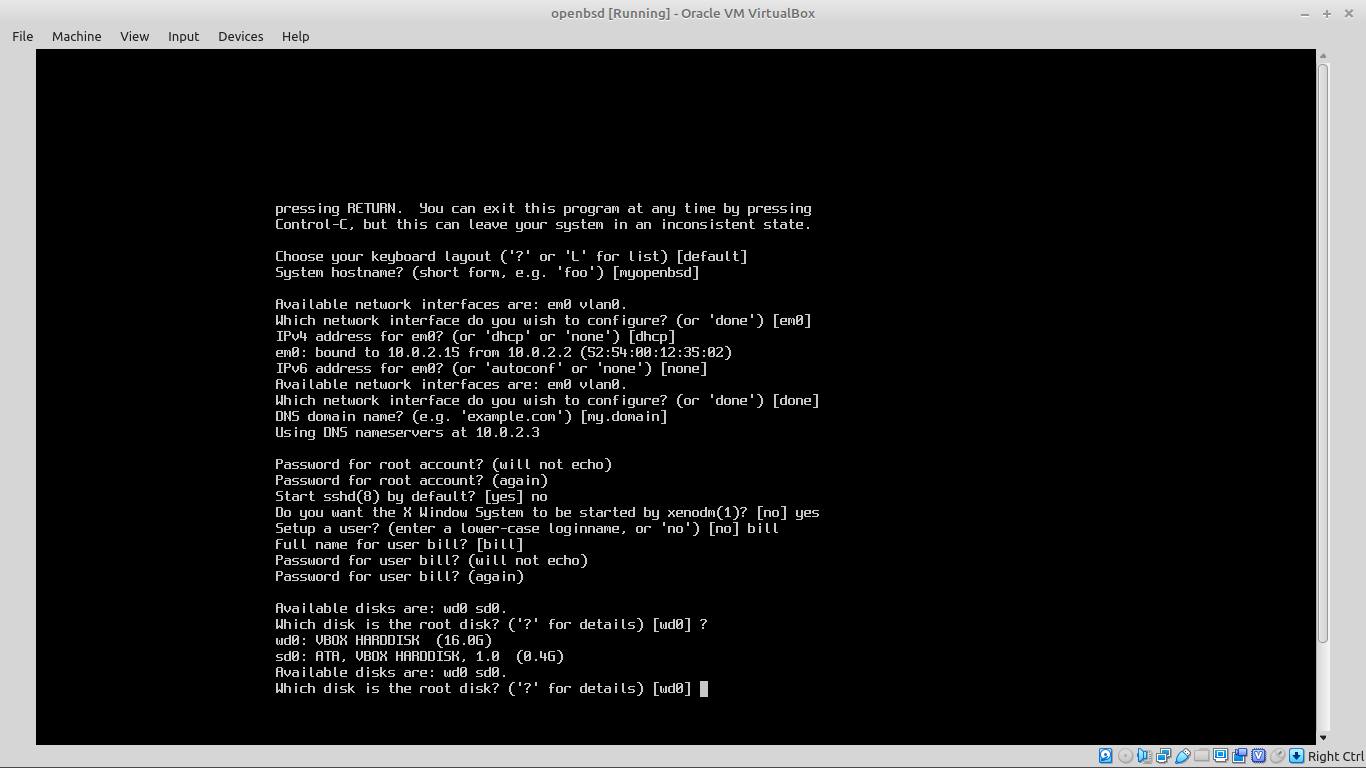 openbsd [Running] - Oracle VM VirtualBox
File Machine View Input Devices Help
pressing RETURN.  You can exit this program at any time by pressing
Control-C, but this can leave your system in an inconsistent state.
Choose your keyboard layout ('?' or 'L' for list) [default]
System hostname? (short form, e.g. 'foo') [myopenbsd]
Available network interfaces are: em0 vlan0.
Which network interface do you wish to configure? (or 'done') [em0]
IPv4 address for em0? (or 'dhcp' or 'none') [dhcp]
em0: bound to 10.0.2.15 from 10.0.2.2 (52:54:00:12:35:02)
IPv6 address for em0? (or 'autoconf' or 'none') [none]
Available network interfaces are: em0 vlan0.
Which network interface do you wish to configure? (or 'done') [done]
DNS domain name? (e.g. 'example.com') [my.domain]
Using DNS nameservers at 10.0.2.3
Password for root account? (will not echo)
Password for root account? (again)
Start sshd(8) by default? [yes] no
Do you want the X Window System to be started by xenodm(1)? [no] yes
Setup a user? (enter a lower-case loginname, or 'no') [no] bill
Full name for user bill? [bill]
Password for user bill? (will not echo)
Password for user bill? (again)
Available disks are: wd0 sd0.
Which disk is the root disk? ('?' for details) [wd0] ?
wd0: VBOX HARDDISK  (16.0G)
sd0: ATA, VBOX HARDDISK, 1.0  (0.4G)
Available disks are: wd0 sd0.
Which disk is the root disk? ('?' for details) [wd0]
Right Ctrl